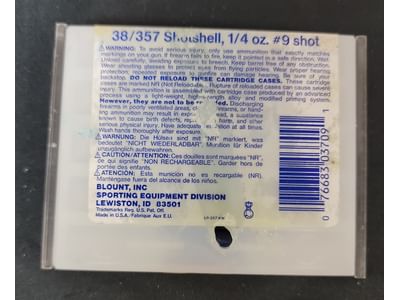 38/357 Shotshell, 1/4 oz. #9 shot
WARNING: To avoid serious injury, only use ammunition that exactly matches
markings on your gun. If firearm fails to fire, keep it pointed in a safe direction. Wait
Unload carefully, avoiding exposure to breech. Keep barrel free of any obstruction.
Wear shooting glasses to protect eyes from flying particles. Wear proper hearing
protection; repeated exposure to gunfire can damage hearing. Be sure of your
backstop. DO NOT RELOAD THESE CARTRIDGE CASES. These cartridge
cases are marked NR (Not Reloadable). Rupture of reloaded cases can cause severe
injury. This ammunition is assembled with cartridge case produced by an advanced
process using a light-weight, high-strength alloy and modified priming system.
However, they are not to be Discharging
firearms in poorly ventilated areas, firearms, or hand-
ling ammunition may result in exposure to lead, a substance
known to cause birth defects, harm, and other
serious physical injury. Have adequate ventilation at all times.
Wash hands thoroughly after exposure.
WARNUNG: Die Hülsen sind mit "NR" markiert, was
bedeutet "NICHT WIEDERLADBAR". Munition für Kinder
unzugänglich aufbewahren.
CAUTION/ATTENTION: Ces douilles sont marquées "NR",
de qui signifie "NON RECHARGEABLE". Garder hors de
portée des enfants.
ATENCIÓN: Esta munición no es recargable (NR).
Manténgase fuera del alcance de los niños.
BLOUNT, INC
SPORTING EQUIPMENT DIVISION
LEWISTON, ID 83501
Trademarks Reg. U.S. Pat. Off.
Made in U.S.A. / Fabrique Aux E.U.
0 76683 03709 1